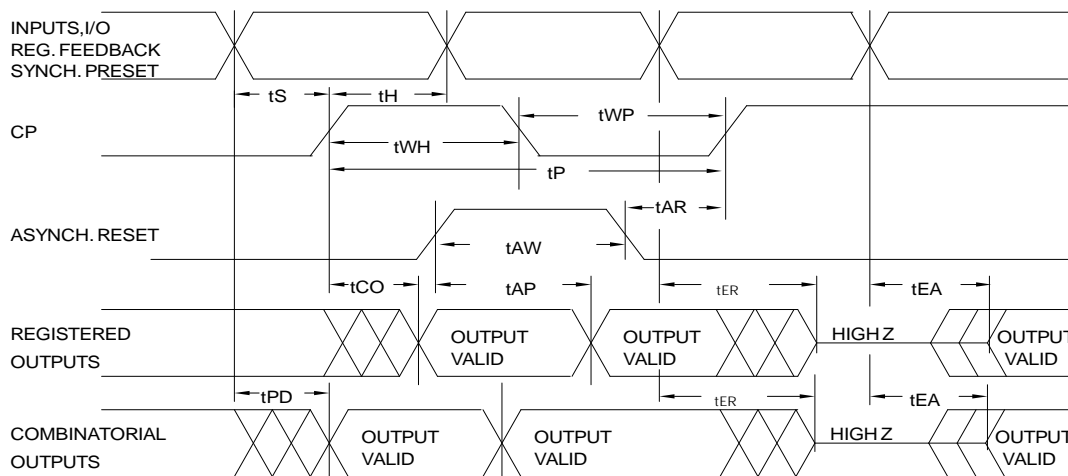 INPUTS,I/O
REG. FEEDBACK
SYNCH. PRESET
tS
tH
CP
tWP
tWH
tP
tAR
ASYNCH. RESET
tAW
tCO
tAP
tER
tEA
REGISTERED
OUTPUTS
OUTPUT
VALID
OUTPUT
VALID
HIGH Z
OUTPUT
VALID
tPD
tER
tEA
COMBINATORIAL
OUTPUTS
OUTPUT
VALID
OUTPUT
VALID
HIGH Z
OUTPUT
VALID